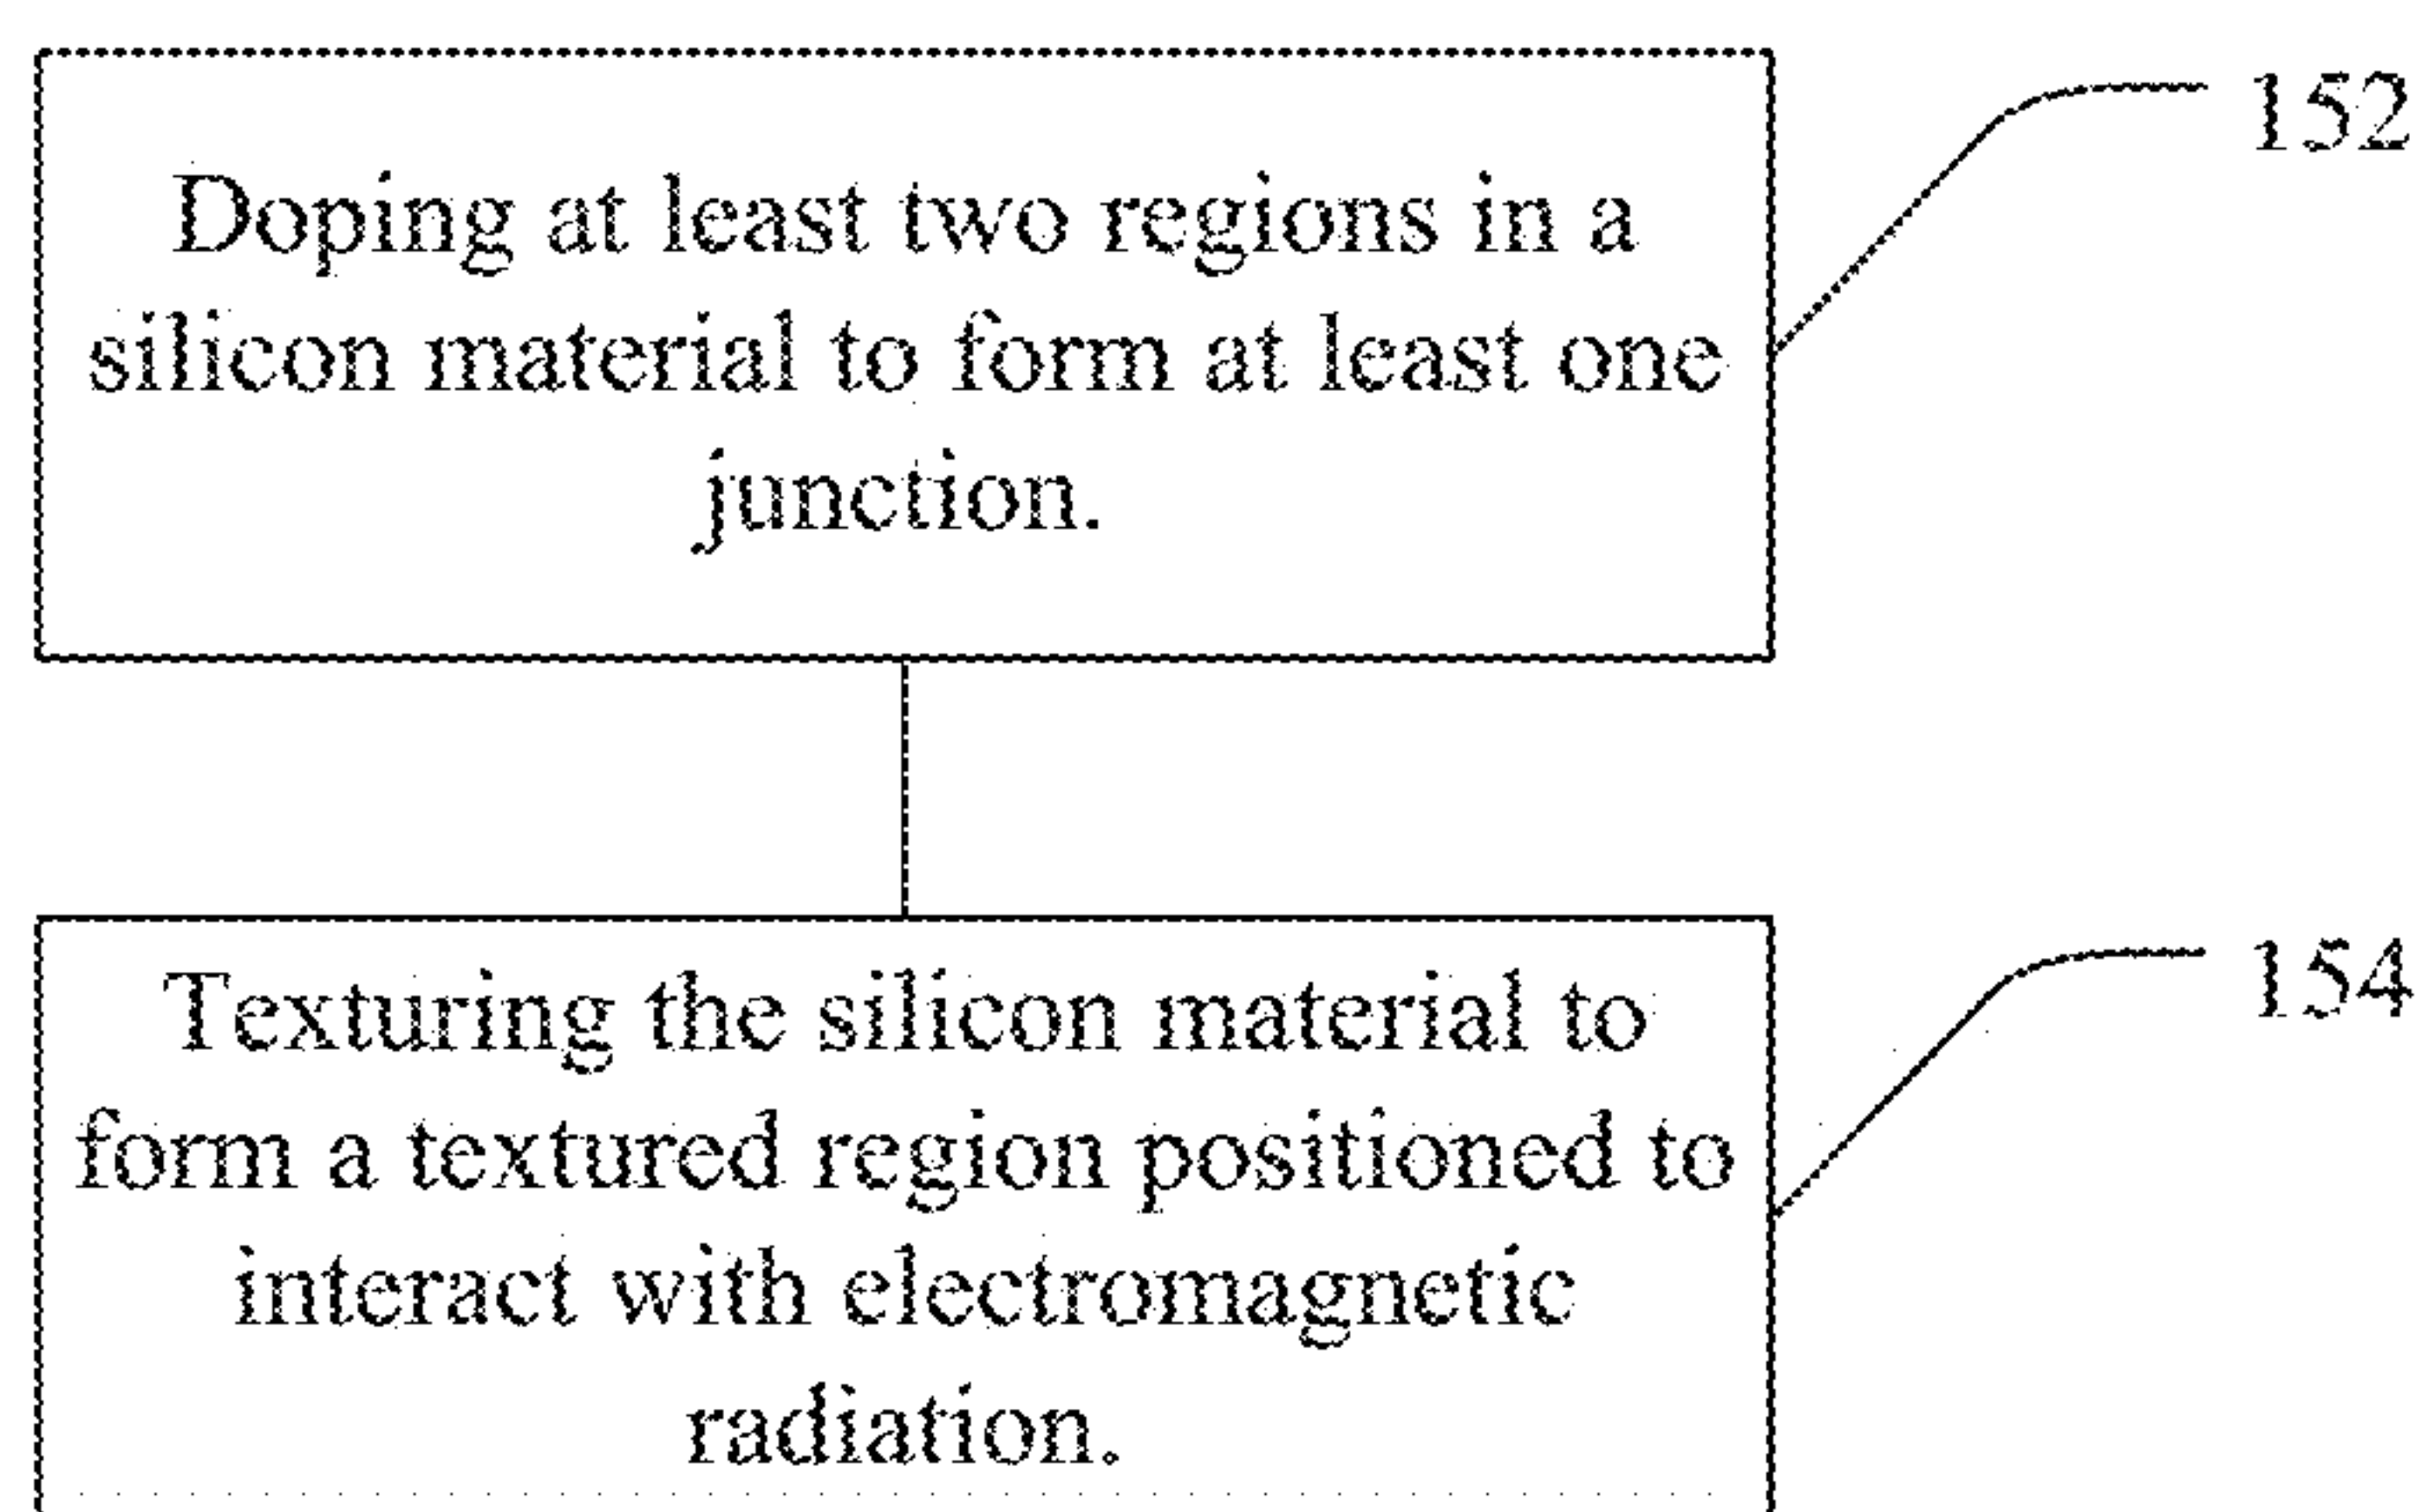 152
Doping at least two regions in a
silicon material to form at least one
junction.
154
Texturing the silicon material to
form a textured region positioned to
interact with electromagnetic
radiation.